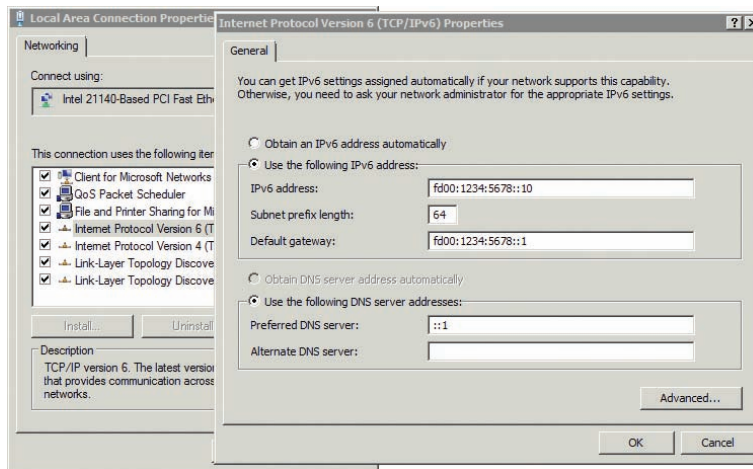 Local Area Connection Propertie
Networking
Connect using:
Intel 21140-Based PCI Fast Eth
This connection uses the following iter
Client for Microsoft Networks
QoS Packet Scheduler
File and Printer Sharing for Mi
Internet Protocol Version 6 (T
Internet Protocol Version 4 (T
Link-Layer Topology Discove
Link-Layer Topology Discove
Install...
Uninstall
Description
TCP/IP version 6. The latest version
that provides communication across
networks.
Internet Protocol Version 6 (TCP/IPv6) Properties
General
You can get IPv6 settings assigned automatically if your network supports this capability.
Otherwise, you need to ask your network administrator for the appropriate IPv6 settings.
Obtain an IPv6 address automatically
Use the following IPv6 address:
IPv6 address:
fd00:1234:5678::10
Subnet prefix length:
64
Default gateway:
fd00:1234:5678::1
Obtain DNS server address automatically
Use the following DNS server addresses:
Preferred DNS server:
::1
Alternate DNS server:
Advanced...
OK
Cancel